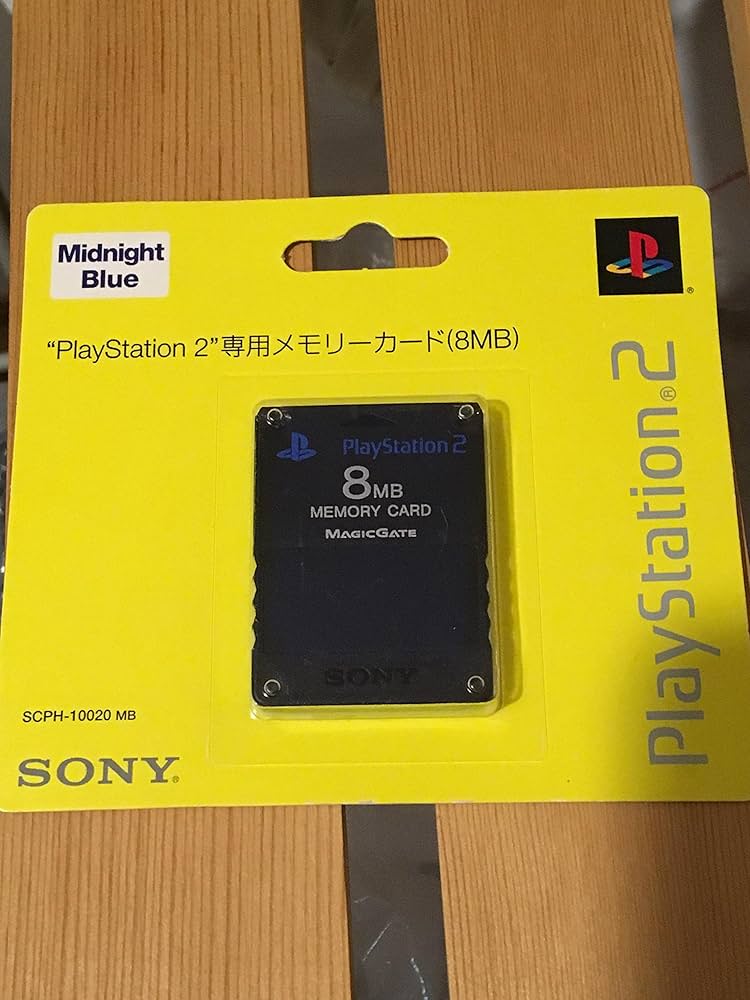 Midnight
Blue
“PlayStation 2”専用メモリーカード(8MB)
PlayStation®2
PlayStation 2
8MB
MEMORY CARD
MAGICGATE
SONY
SCPH-10020 MB
SONY®